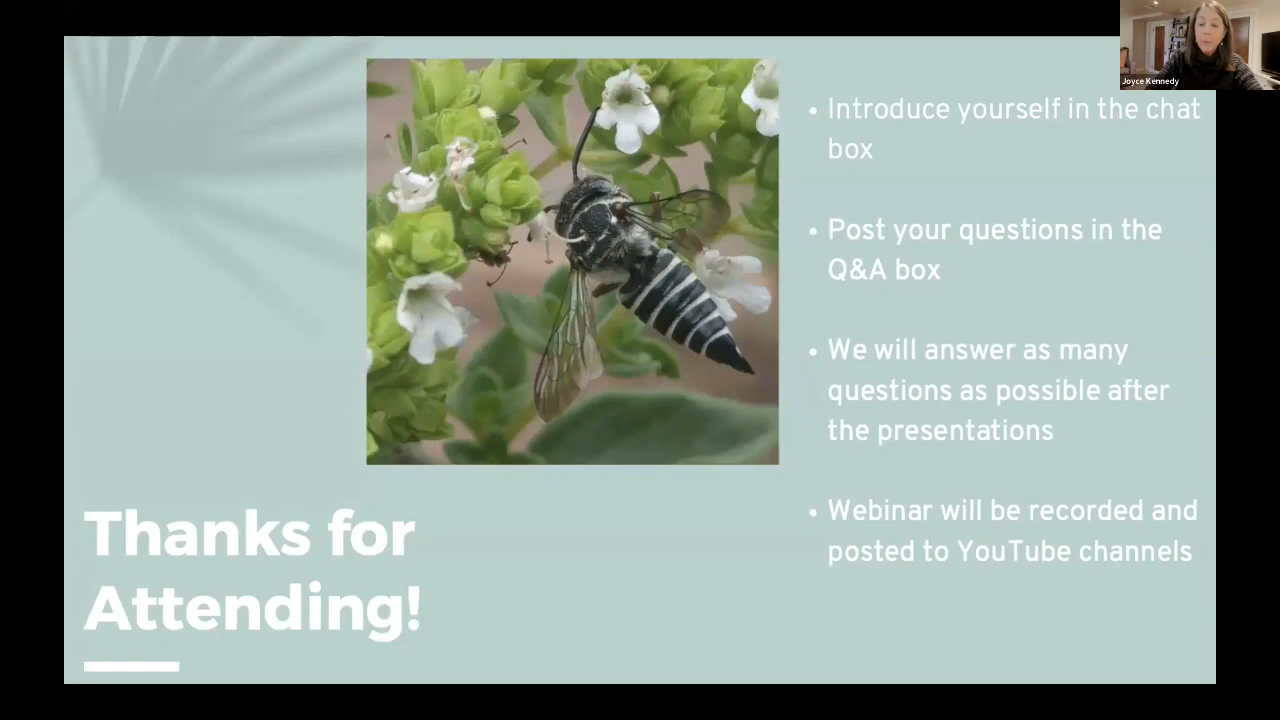 Joyce Kennedy
• Introduce yourself in the chat
box
• Post your questions in the
Q&A box
• We will answer as many
questions as possible after
the presentations
• Webinar will be recorded and
posted to YouTube channels
Thanks for
Attending!